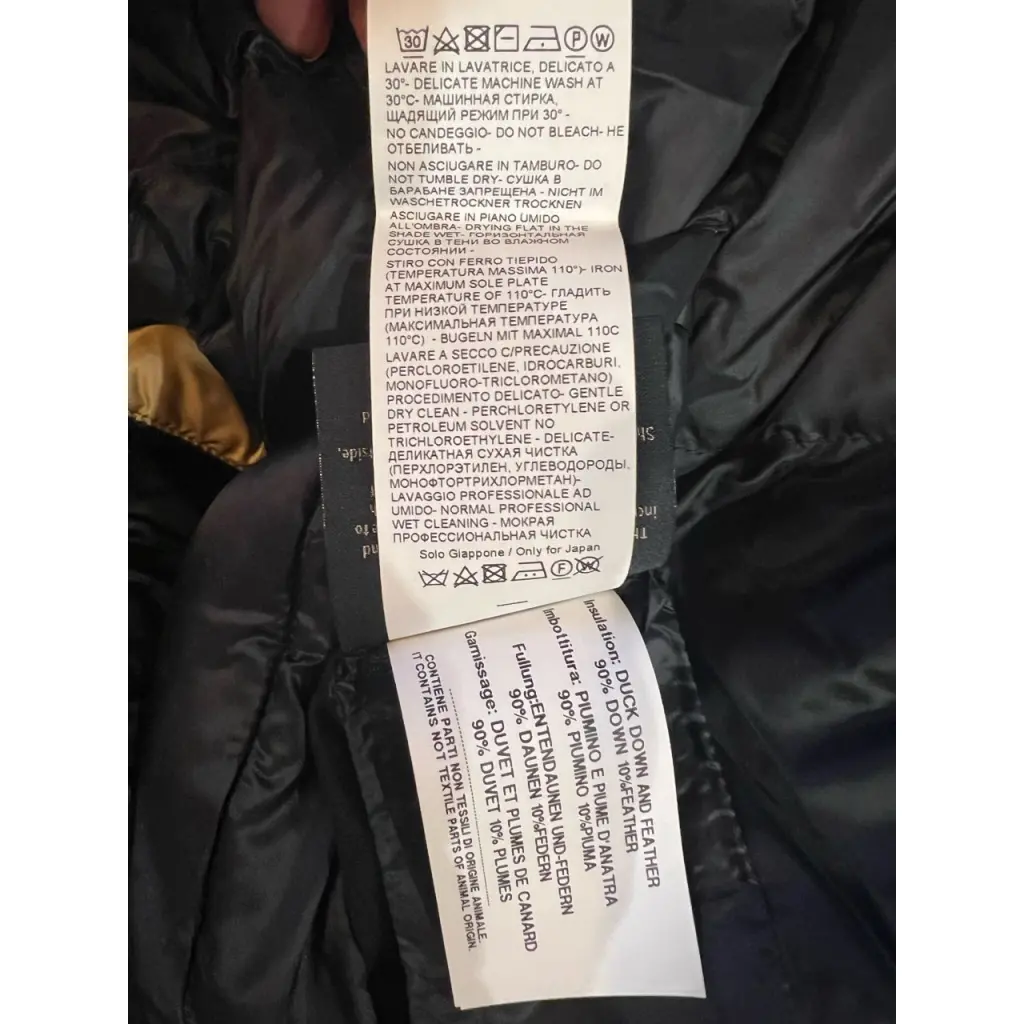 30 P W
LAVARE IN LAVATRICE, DELICATO A
30°- DELICATE MACHINE WASH AT
30°C- МАШИННАЯ СТИРКА,
ЩАДЯЩИЙ РЕЖИМ ПРИ 30° -
NO CANDEGGIO- DO NOT BLEACH- НЕ
ОТБЕЛИВАТЬ -
NON ASCIUGARE IN TAMBURO- DO
NOT TUMBLE DRY- СУШКА В
БАРАБАНЕ ЗАПРЕЩЕНА - NICHT IM
WASCHETROCKNER TROCKNEN
ASCIUGARE IN PIANO UMIDO
ALL'OMBRA- DRYING FLAT IN THE
SHADE WET- ГОРИЗОНТАЛЬНАЯ
СУШКА В ТЕНИ ВО ВЛАЖНОМ
СОСТОЯНИИ -
STIRO CON FERRO TIEPIDO
(TEMPERATURA MASSIMA 110°)- IRON
AT MAXIMUM SOLE PLATE
TEMPERATURE OF 110°C- ГЛАДИТЬ
ПРИ НИЗКОЙ ТЕМПЕРАТУРЕ
(МАКСИМАЛЬНАЯ ТЕМПЕРАТУРА
110°C) - BUGELN MIT MAXIMAL 110C
LAVARE A SECCO C/PRECAUZIONE
(PERCLOROETILENE, IDROCARBURI,
MONOFLUORO-TRICLOROMETANO)
PROCEDIMENTO DELICATO- GENTLE
DRY CLEAN - PERCHLORETYLENE OR
PETROLEUM SOLVENT NO
TRICHLOROETHYLENE - DELICATE-
ДЕЛИКАТНАЯ СУХАЯ ЧИСТКА
(ПЕРХЛОРЭТИЛЕН, УГЛЕВОДОРОДЫ,
МОНОФТОРТРИХЛОРМЕТАН)-
LAVAGGIO PROFESSIONALE AD
UMIDO- NORMAL PROFESSIONAL
WET CLEANING - МОКРАЯ
ПРОФЕССИОНАЛЬНАЯ ЧИСТКА
Solo Giappone / Only for Japan
F W
Insulation: DUCK DOWN AND FEATHER
90% DOWN 10%FEATHER
Imbottitura: PIUMINO E PIUME D'ANATRA
90% PIUMINO 10%PIUMA
Fullung:ENTENDAUNEN UND-FEDERN
90% DAUNEN 10%FEDERN
Garnissage: DUVET ET PLUMES DE CANARD
90% DUVET 10% PLUMES
CONTIENE PARTI NON TESSILI DI ORIGINE ANIMALE.
IT CONTAINS NOT TEXTILE PARTS OF ANIMAL ORIGIN.